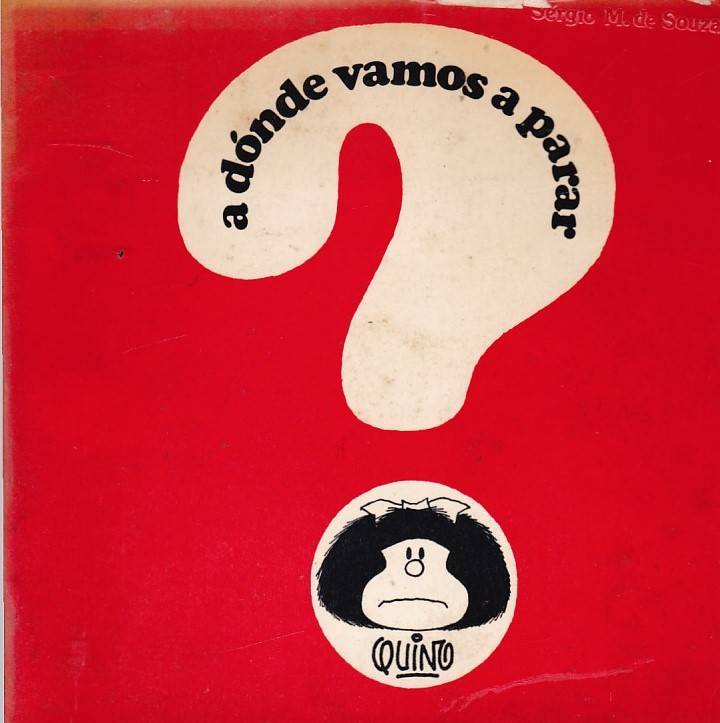 Sergio M. de Souza
a dónde vamos a parar
QUINO